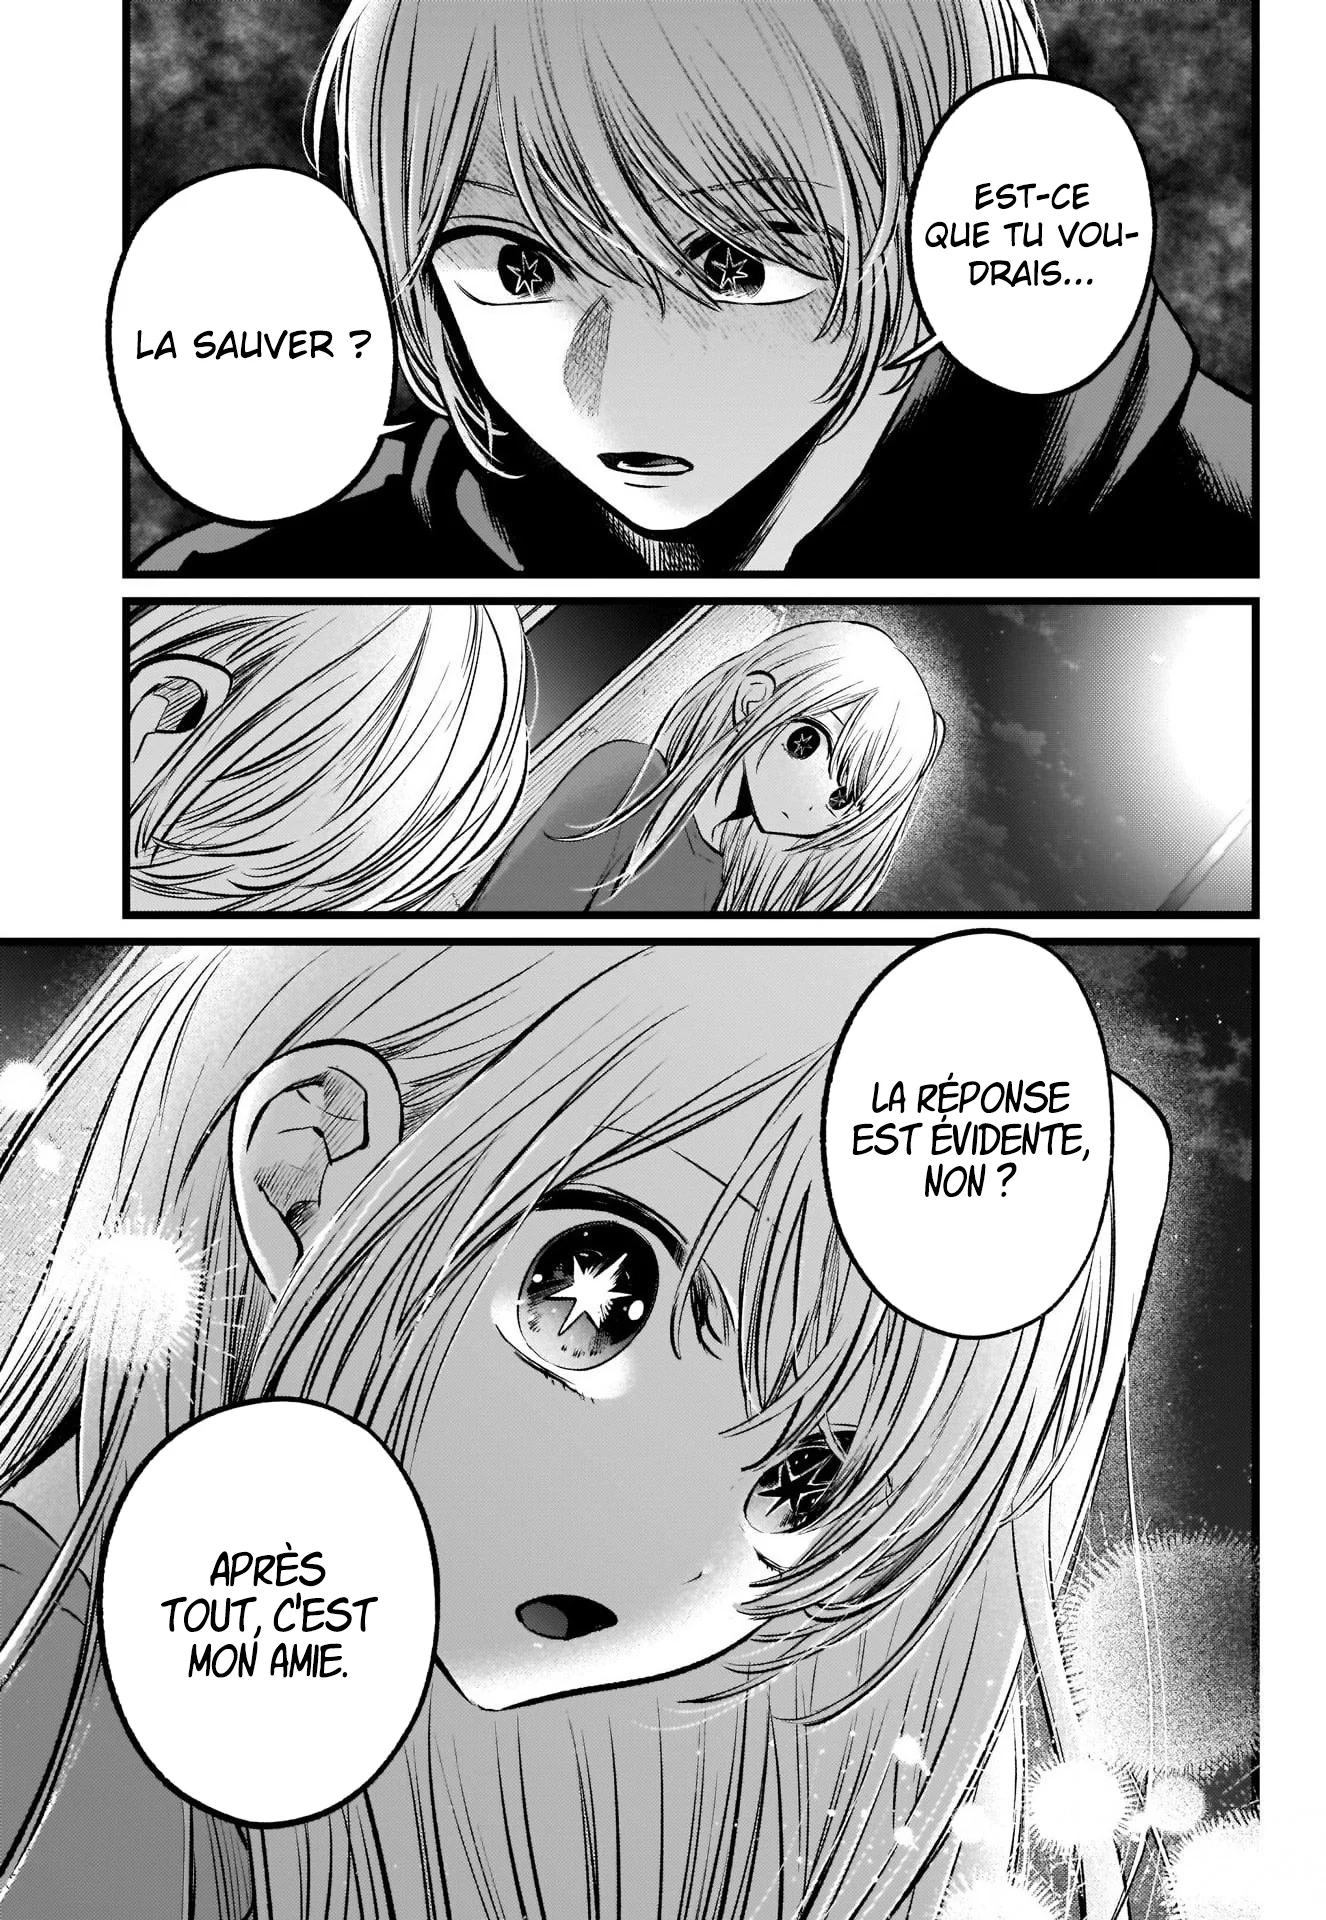 EST-CE
QUE TU VOU-
DRAIS...
LA SAUVER ?
LA RÉPONSE
EST ÉVIDENTE,
NON ?
APRÈS
TOUT, C'EST
MON AMIE.